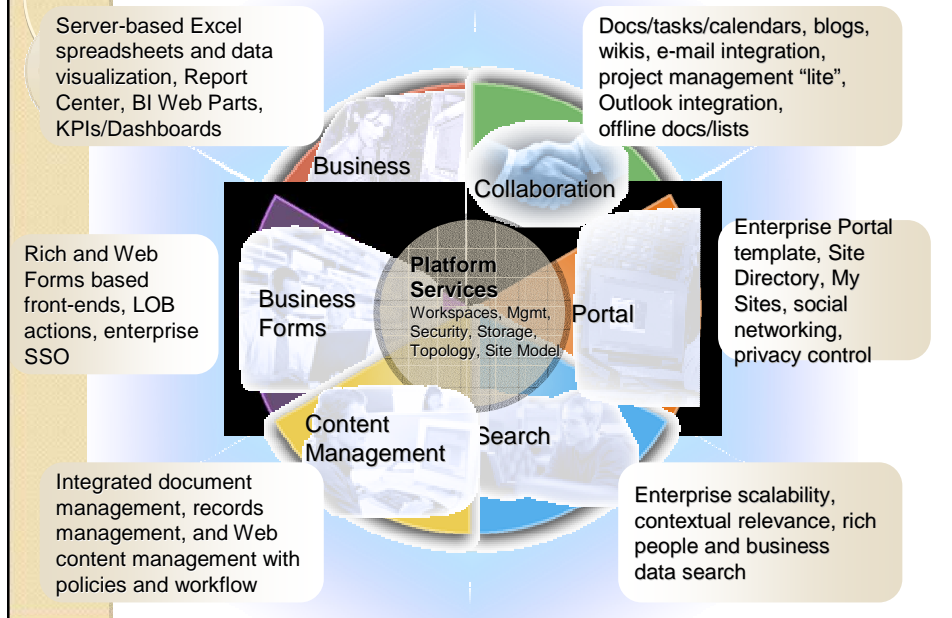 Server-based Excel
spreadsheets and data
visualization, Report
Center, BI Web Parts,
KPIs/Dashboards
Docs/tasks/calendars, blogs,
wikis, e-mail integration,
project management “lite”,
Outlook integration,
offline docs/lists
Business
Collaboration
Rich and Web
Forms based
front-ends, LOB
actions, enterprise
SSO
Business
Forms
Platform
Services
Workspaces, Mgmt,
Security, Storage,
Topology, Site Model
Portal
Enterprise Portal
template, Site
Directory, My
Sites, social
networking,
privacy control
Content
Management
Search
Integrated document
management, records
management, and Web
content management with
policies and workflow
Enterprise scalability,
contextual relevance, rich
people and business
data search